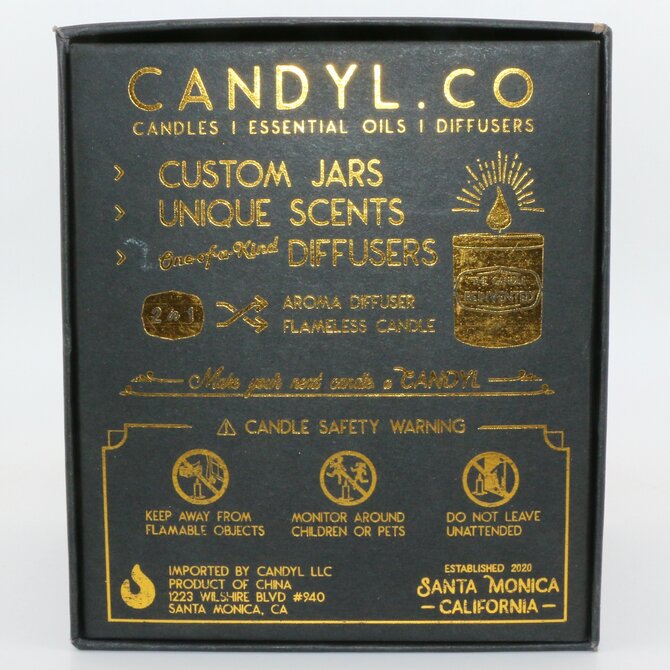 CANDYL.CO
CANDLES | ESSENTIAL OILS | DIFFUSERS
> CUSTOM JARS
> UNIQUE SCENTS
> One-of-a-Kind DIFFUSERS
THE CANDLE
REINVENTED
2 in 1
AROMA DIFFUSER
FLAMELESS CANDLE
Make your next candle a CANDYL
CANDLE SAFETY WARNING
KEEP AWAY FROM
FLAMABLE OBJECTS
MONITOR AROUND
CHILDREN OR PETS
DO NOT LEAVE
UNATTENDED
IMPORTED BY CANDYL LLC
PRODUCT OF CHINA
1223 WILSHIRE BLVD #940
SANTA MONICA, CA
ESTABLISHED 2020
SANTA MONICA
– CALIFORNIA –